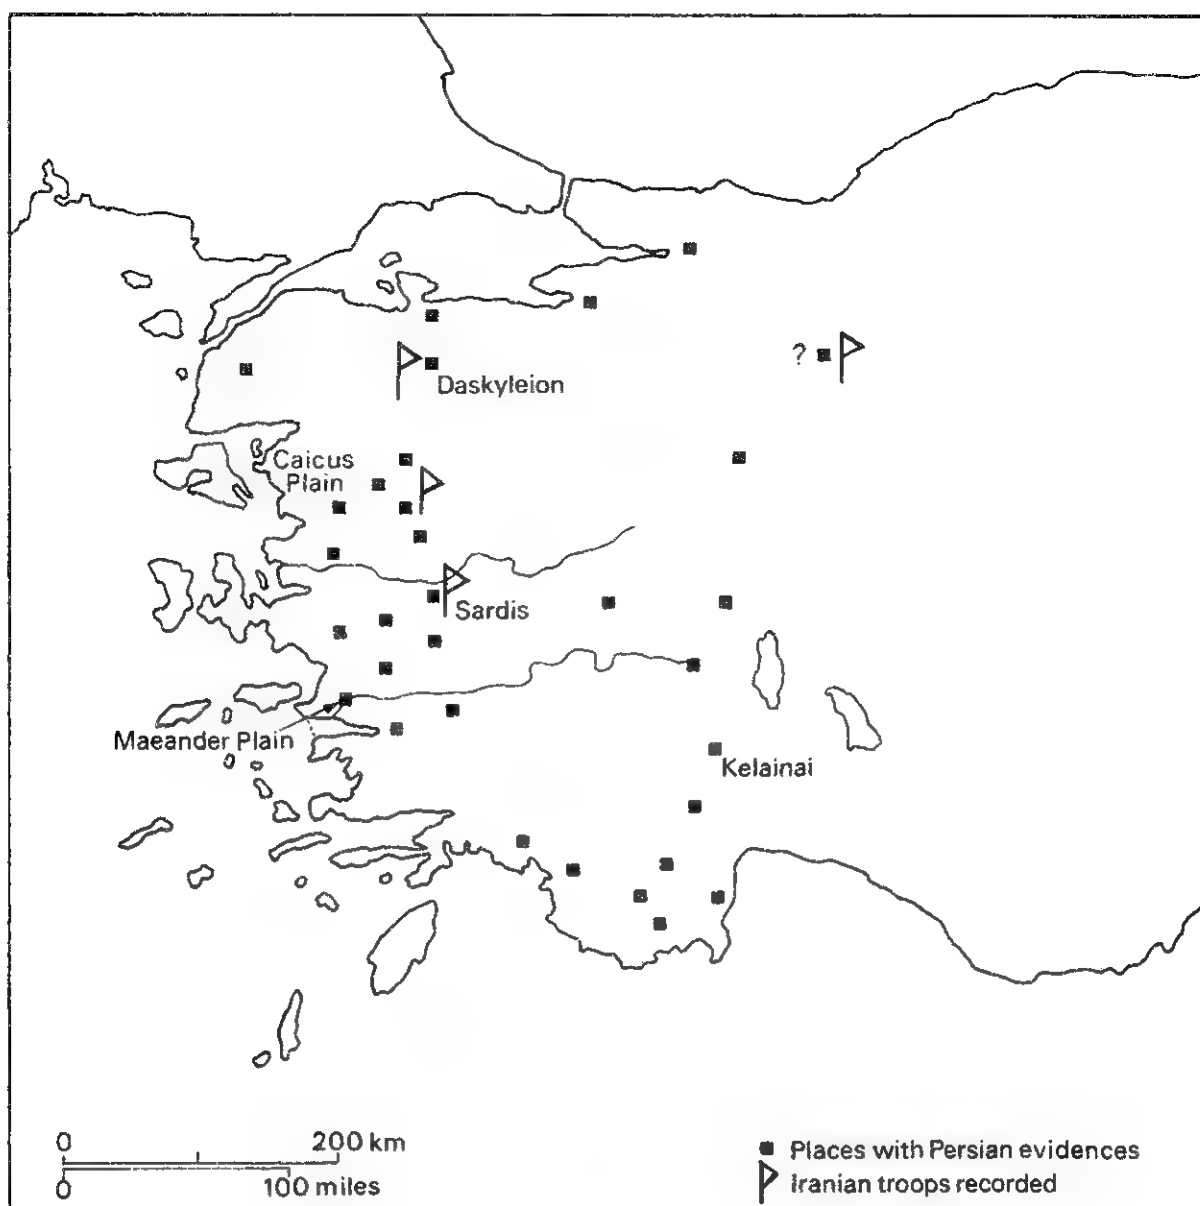 ?
Daskyleion
Caicus
Plain
Sardis
Maeander Plain
Kelainai
0 200 km
0 100 miles
Places with Persian evidences
Iranian troops recorded